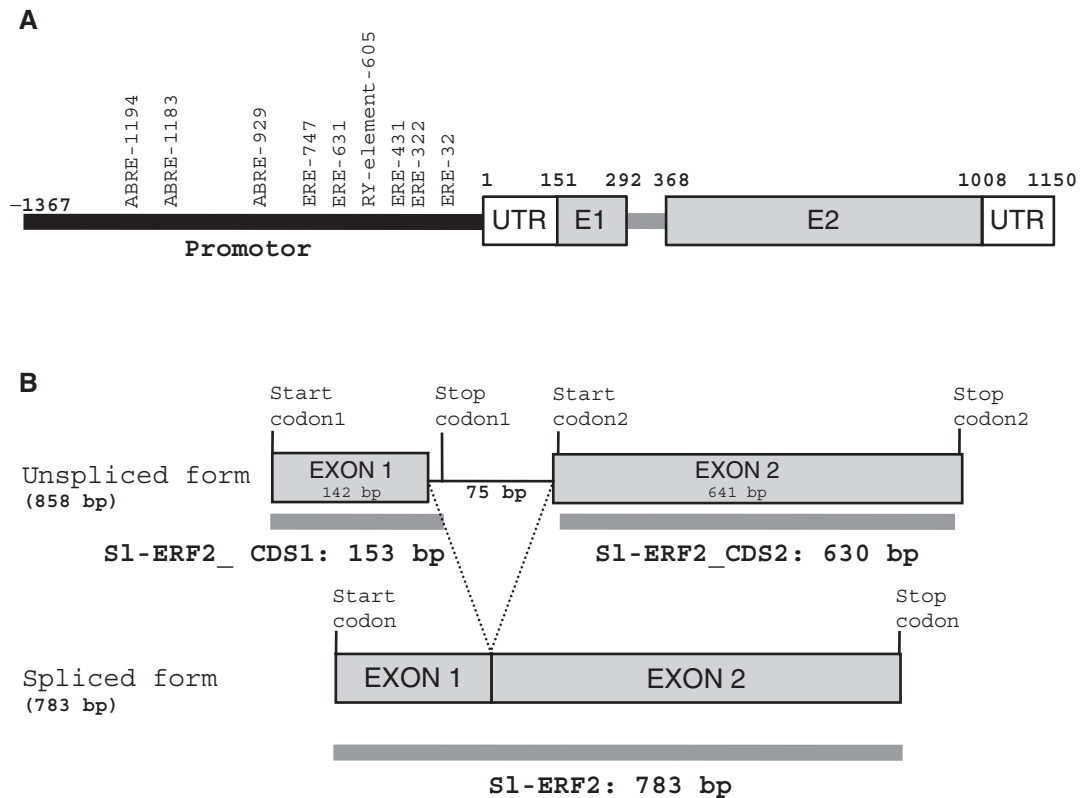 A
ABRE-1194
ABRE-1183
ABRE-929
ERE-747
ERE-631
RY-element-605
ERE-431
ERE-322
ERE-32
1 151 292 368 1008 1150
−1367
UTR E1 E2 UTR
Promotor
B
Start codon1
Stop codon1
Start codon2
Stop codon2
Unspliced form
(858 bp)
EXON 1
142 bp
75 bp
EXON 2
641 bp
Sl-ERF2_ CDS1: 153 bp
Sl-ERF2_CDS2: 630 bp
Start codon
Stop codon
Spliced form
(783 bp)
EXON 1
EXON 2
Sl-ERF2: 783 bp